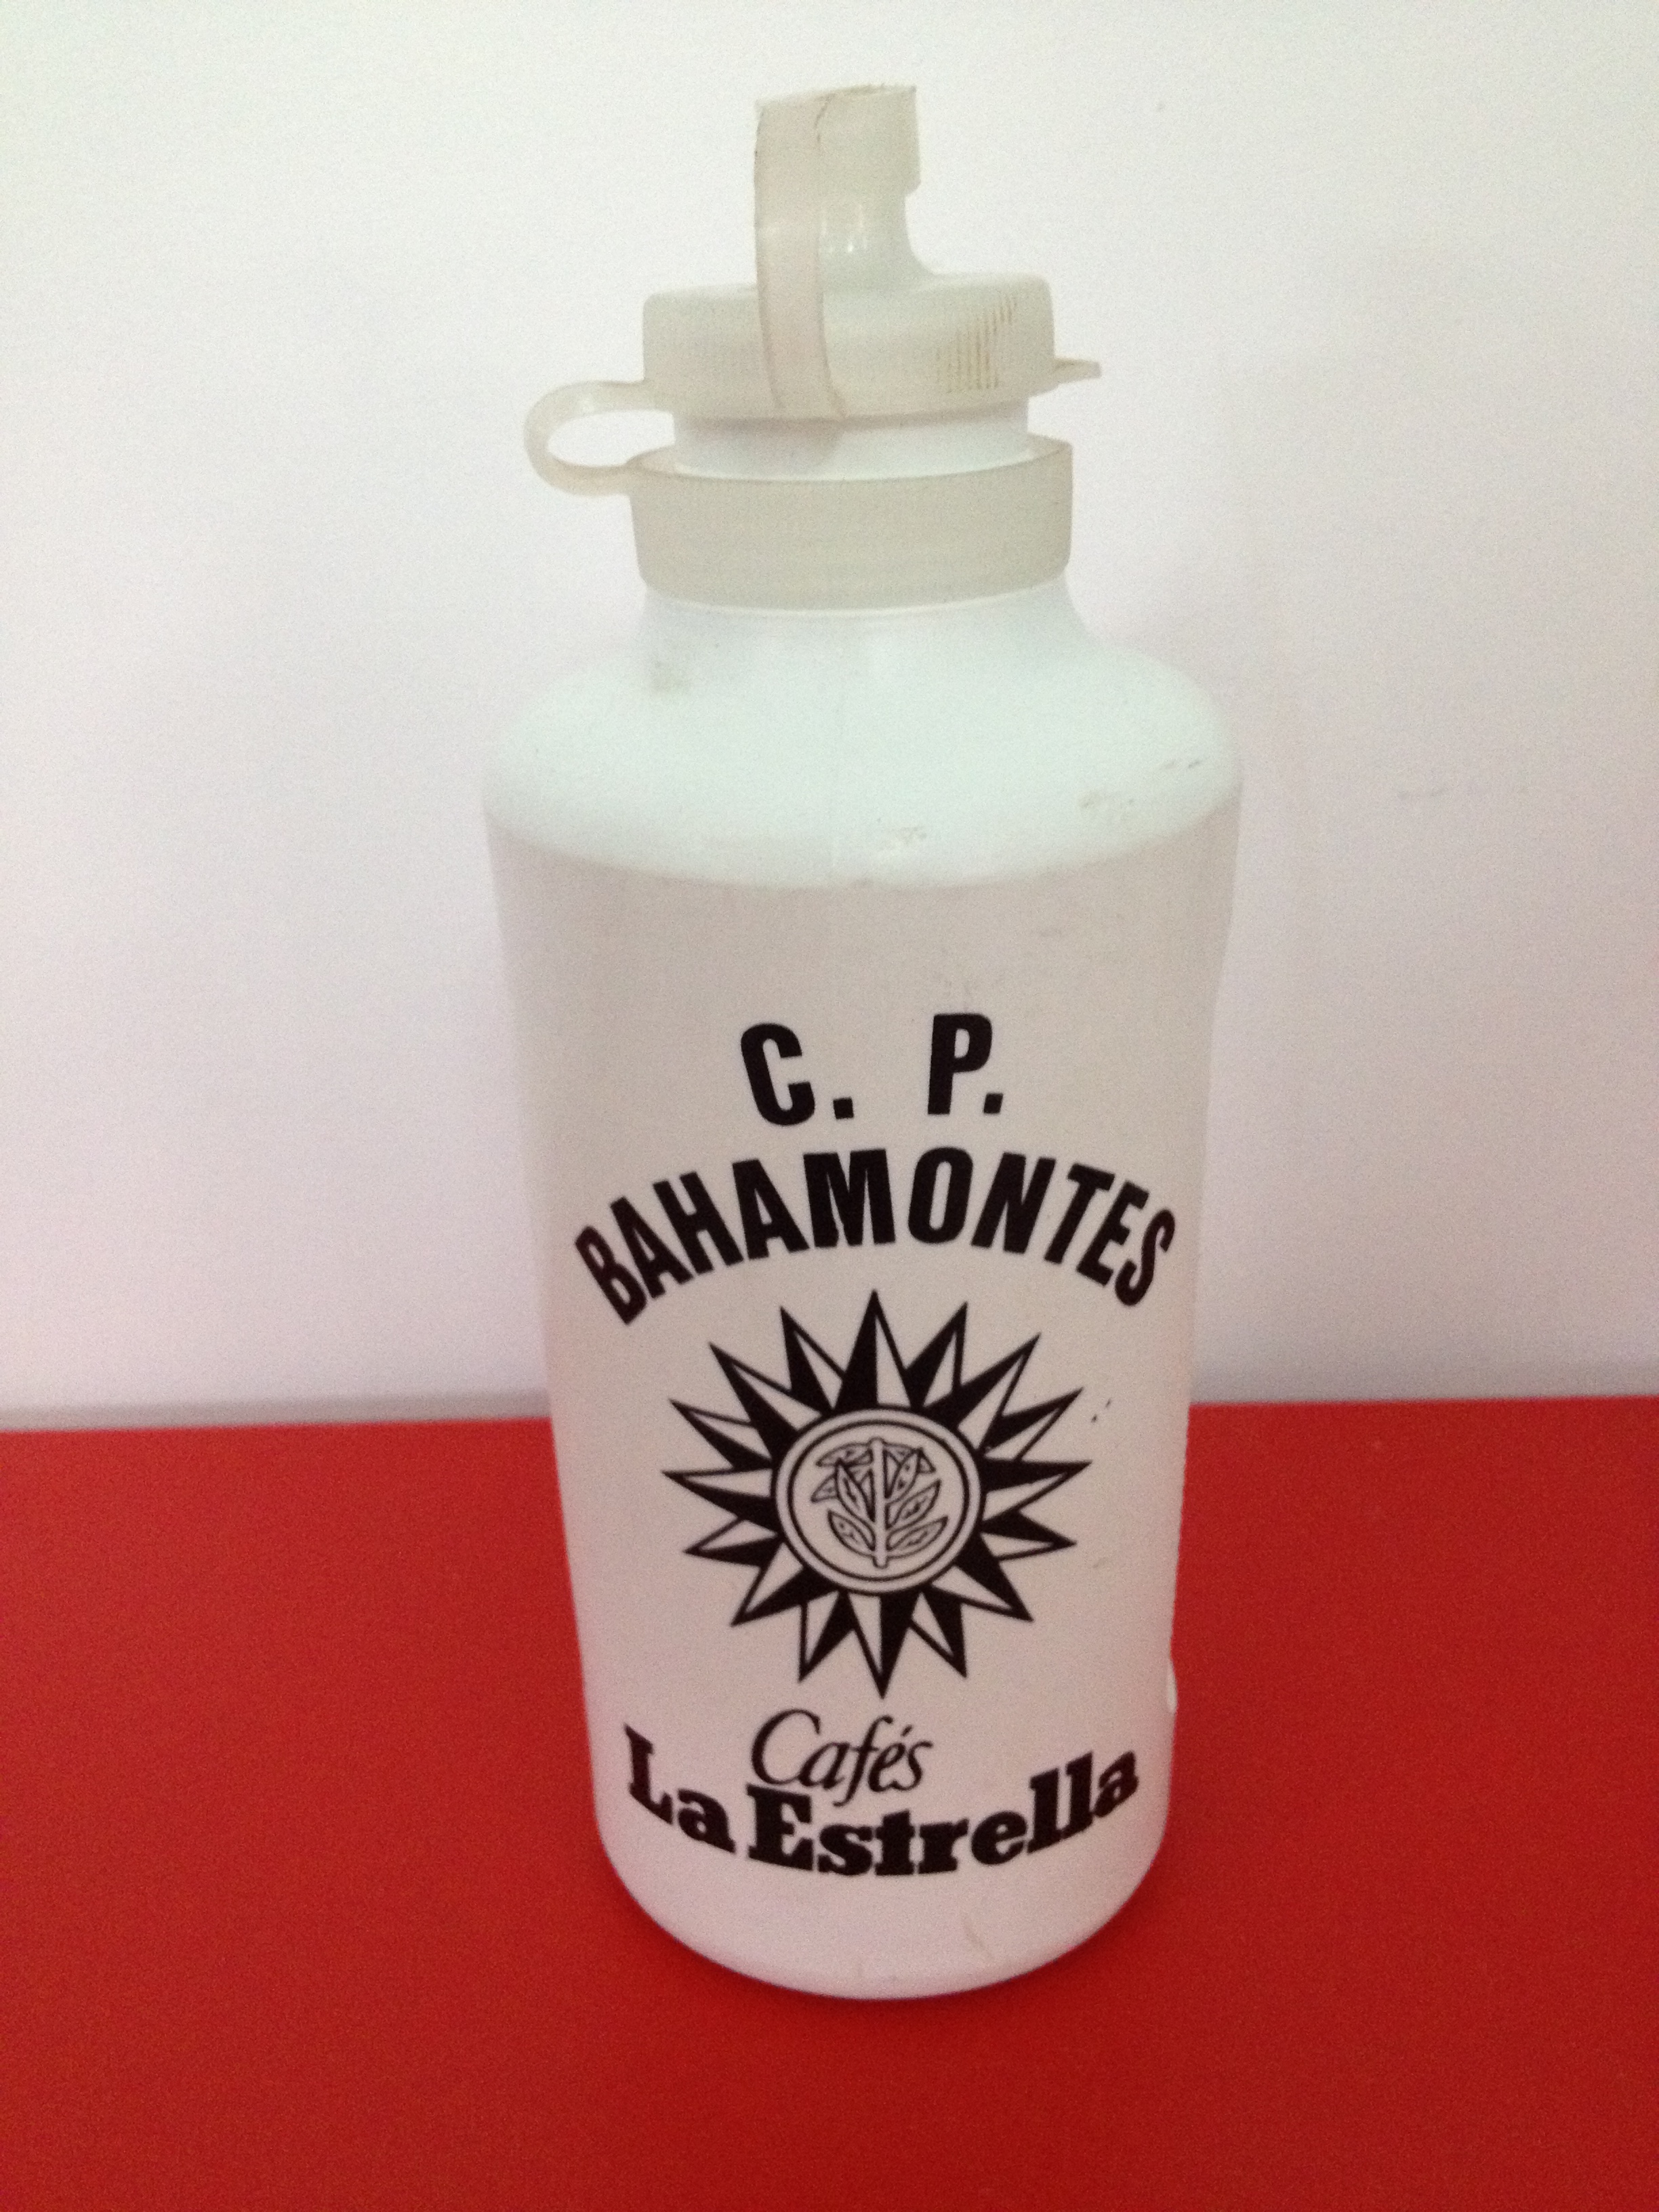 C. P.
BAHAMONTES
Cafés
La Estrella